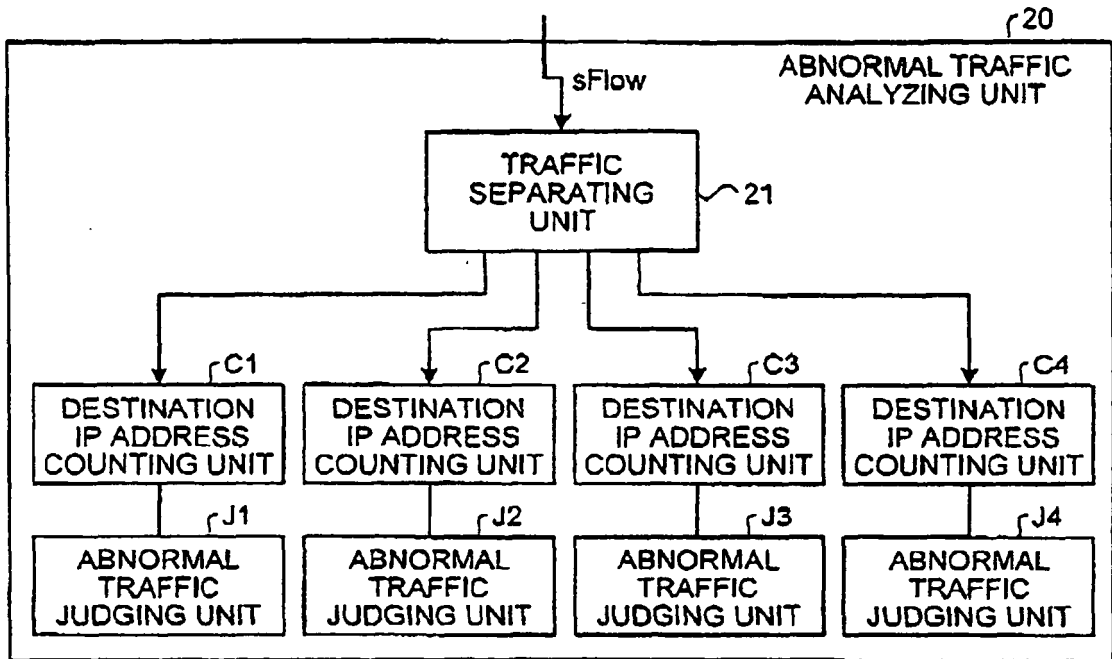 20
ABNORMAL TRAFFIC
ANALYZING UNIT
sFlow
TRAFFIC
SEPARATING
UNIT
21
C1
DESTINATION
IP ADDRESS
COUNTING UNIT
C2
DESTINATION
IP ADDRESS
COUNTING UNIT
C3
DESTINATION
IP ADDRESS
COUNTING UNIT
C4
DESTINATION
IP ADDRESS
COUNTING UNIT
J1
ABNORMAL
TRAFFIC
JUDGING UNIT
J2
ABNORMAL
TRAFFIC
JUDGING UNIT
J3
ABNORMAL
TRAFFIC
JUDGING UNIT
J4
ABNORMAL
TRAFFIC
JUDGING UNIT